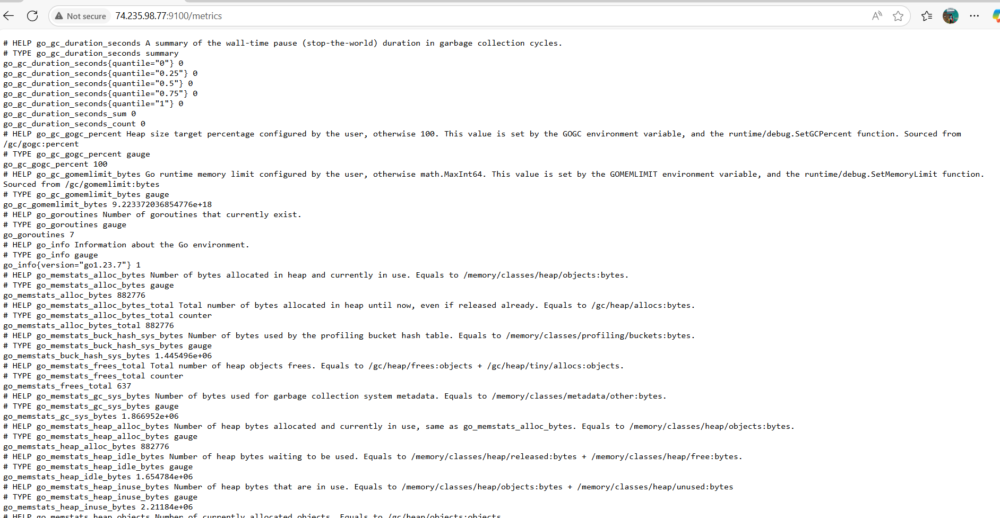 Not secure 74.235.98.77:9100/metrics
# HELP go_gc_duration_seconds A summary of the wall-time pause (stop-the-world) duration in garbage collection cycles.
# TYPE go_gc_duration_seconds summary
go_gc_duration_seconds{quantile="0"} 0
go_gc_duration_seconds{quantile="0.25"} 0
go_gc_duration_seconds{quantile="0.5"} 0
go_gc_duration_seconds{quantile="0.75"} 0
go_gc_duration_seconds{quantile="1"} 0
go_gc_duration_seconds_sum 0
go_gc_duration_seconds_count 0
# HELP go_gc_gogc_percent Heap size target percentage configured by the user, otherwise 100. This value is set by the GOGC environment variable, and the runtime/debug.SetGCPercent function. Sourced from
/gc/gogc:percent
# TYPE go_gc_gogc_percent gauge
go_gc_gogc_percent 100
# HELP go_gc_gomemlimit_bytes Go runtime memory limit configured by the user, otherwise math.MaxInt64. This value is set by the GOMEMLIMIT environment variable, and the runtime/debug.SetMemoryLimit function.
Sourced from /gc/gomemlimit:bytes
# TYPE go_gc_gomemlimit_bytes gauge
go_gc_gomemlimit_bytes 9.223372036854776e+18
# HELP go_goroutines Number of goroutines that currently exist.
# TYPE go_goroutines gauge
go_goroutines 7
# HELP go_info Information about the Go environment.
# TYPE go_info gauge
go_info{version="go1.23.7"} 1
# HELP go_memstats_alloc_bytes Number of bytes allocated in heap and currently in use. Equals to /memory/classes/heap/objects:bytes.
# TYPE go_memstats_alloc_bytes gauge
go_memstats_alloc_bytes 882776
# HELP go_memstats_alloc_bytes_total Total number of bytes allocated in heap until now, even if released already. Equals to /gc/heap/allocs:bytes.
# TYPE go_memstats_alloc_bytes_total counter
go_memstats_alloc_bytes_total 882776
# HELP go_memstats_buck_hash_sys_bytes Number of bytes used by the profiling bucket hash table. Equals to /memory/classes/profiling/buckets:bytes.
# TYPE go_memstats_buck_hash_sys_bytes gauge
go_memstats_buck_hash_sys_bytes 1.445496e+06
# HELP go_memstats_frees_total Total number of heap objects frees. Equals to /gc/heap/frees:objects + /gc/heap/tiny/allocs:objects.
# TYPE go_memstats_frees_total counter
go_memstats_frees_total 637
# HELP go_memstats_gc_sys_bytes Number of bytes used for garbage collection system metadata. Equals to /memory/classes/metadata/other:bytes.
# TYPE go_memstats_gc_sys_bytes gauge
go_memstats_gc_sys_bytes 1.866952e+06
# HELP go_memstats_heap_alloc_bytes Number of heap bytes allocated and currently in use, same as go_memstats_alloc_bytes. Equals to /memory/classes/heap/objects:bytes.
# TYPE go_memstats_heap_alloc_bytes gauge
go_memstats_heap_alloc_bytes 882776
# HELP go_memstats_heap_idle_bytes Number of heap bytes waiting to be used. Equals to /memory/classes/heap/released:bytes + /memory/classes/heap/free:bytes.
# TYPE go_memstats_heap_idle_bytes gauge
go_memstats_heap_idle_bytes 1.654784e+06
# HELP go_memstats_heap_inuse_bytes Number of heap bytes that are in use. Equals to /memory/classes/heap/objects:bytes + /memory/classes/heap/unused:bytes
# TYPE go_memstats_heap_inuse_bytes gauge
go_memstats_heap_inuse_bytes 2.21184e+06
# HELP go_memstats_heap_objects Number of currently allocated objects. Equals to /gc/heap/objects:objects.